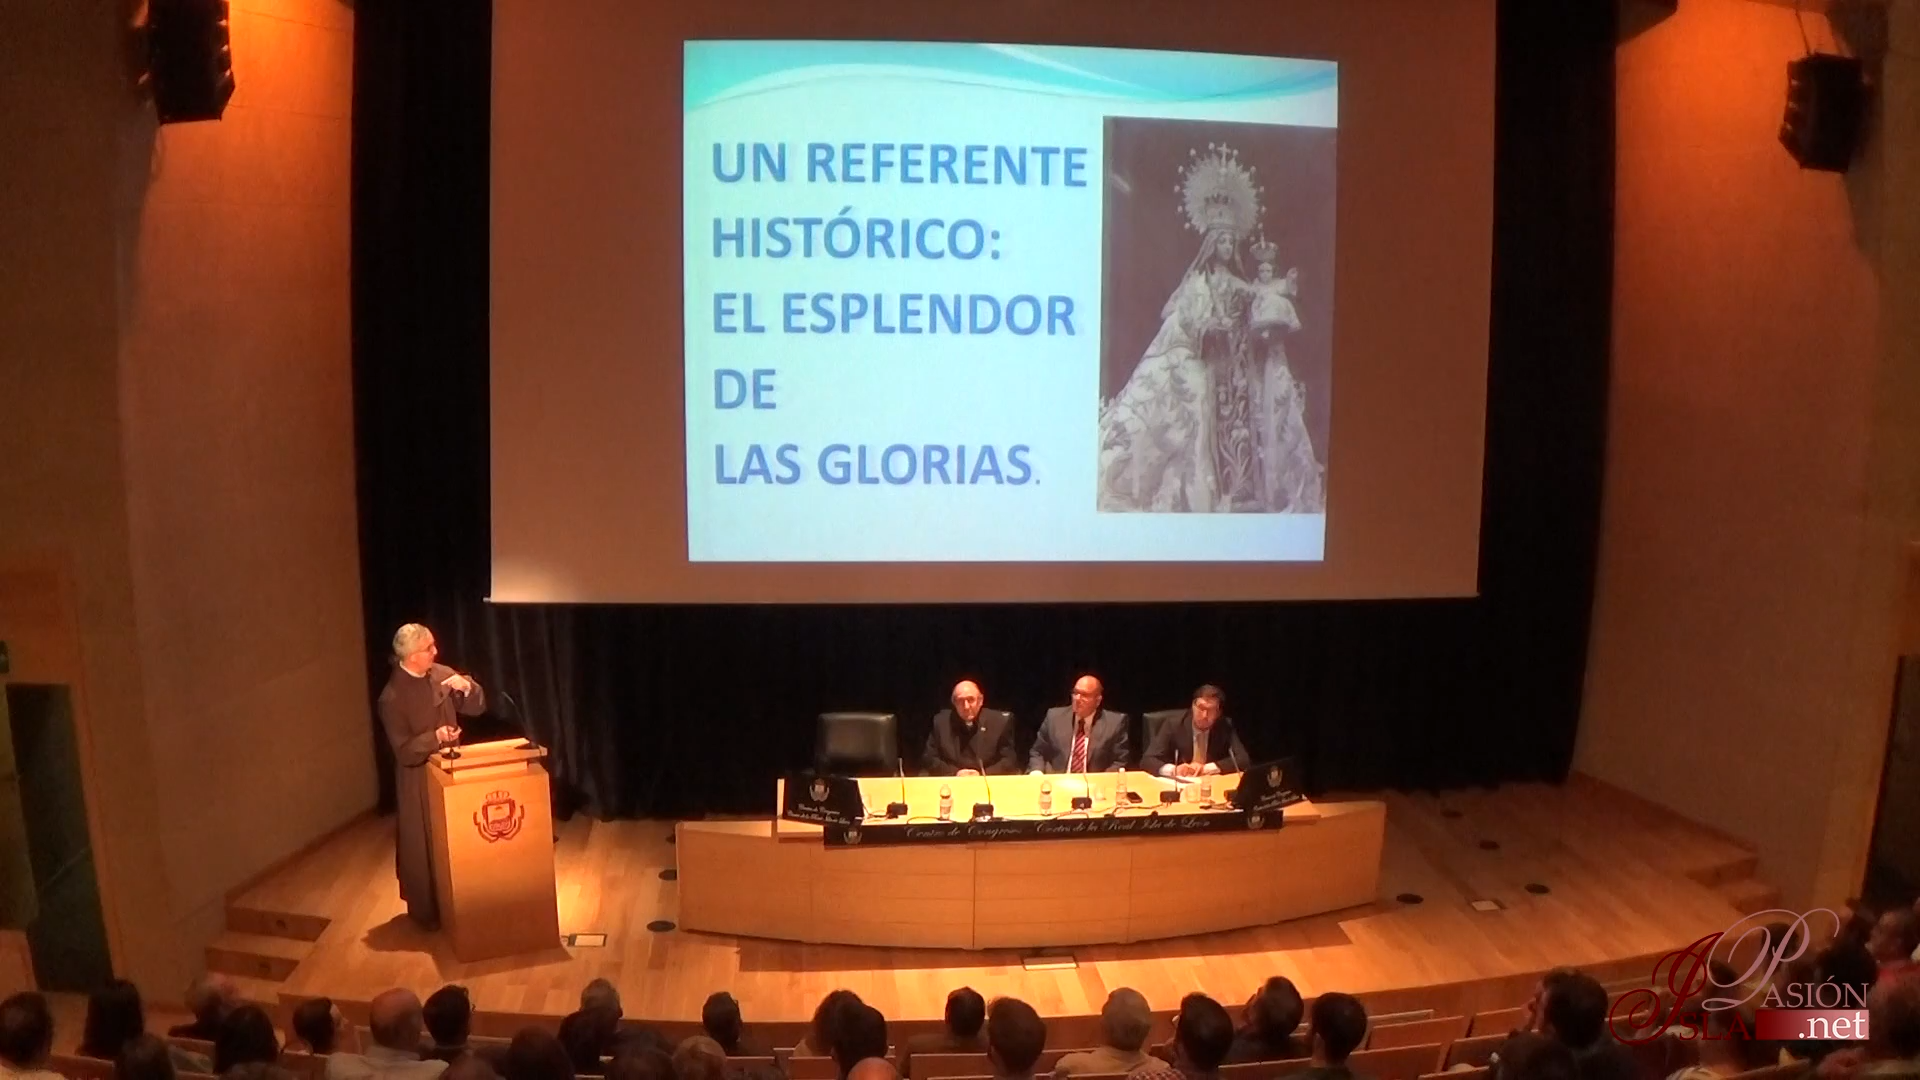 UN REFERENTE
HISTÓRICO:
EL ESPLENDOR
DE
LAS GLORIAS.
Centro de Congresos - Cortes de la Real Isla de León
PASIÓN
ISLA
.net